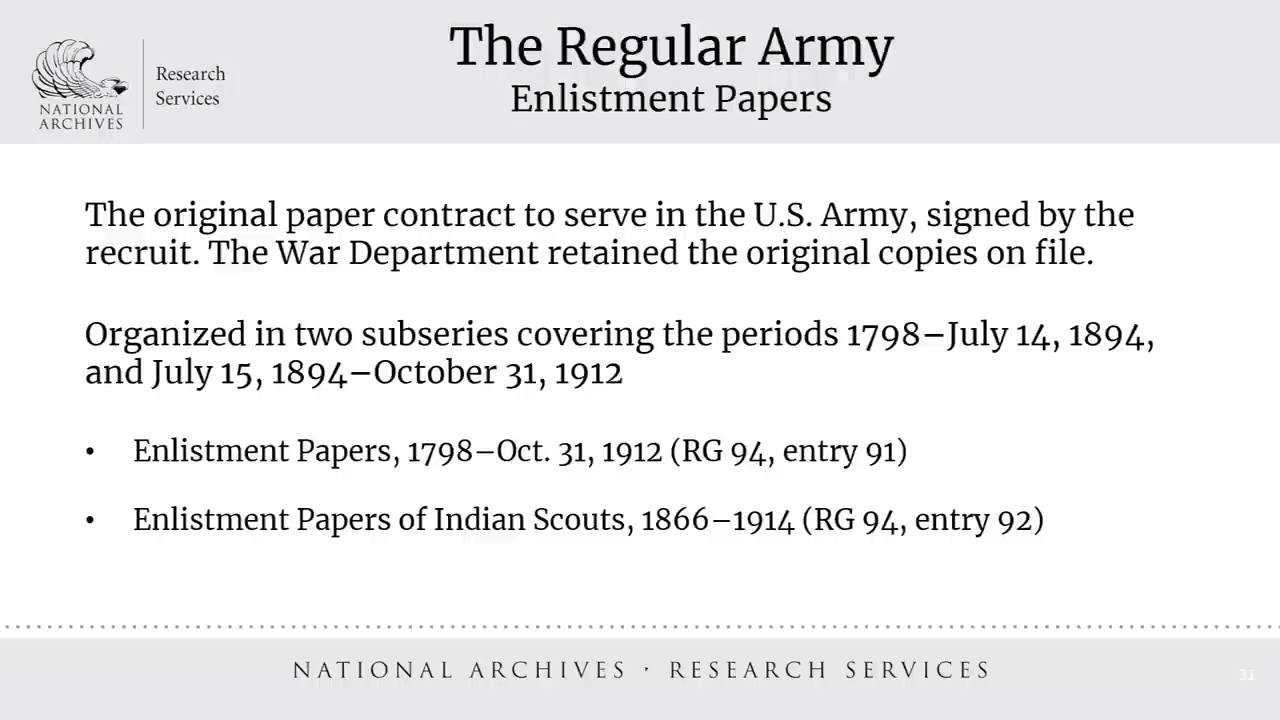 NATIONAL
ARCHIVES
Research
Services
The Regular Army
Enlistment Papers
The original paper contract to serve in the U.S. Army, signed by the
recruit. The War Department retained the original copies on file.
Organized in two subseries covering the periods 1798–July 14, 1894,
and July 15, 1894–October 31, 1912
• Enlistment Papers, 1798–Oct. 31, 1912 (RG 94, entry 91)
• Enlistment Papers of Indian Scouts, 1866–1914 (RG 94, entry 92)
NATIONAL ARCHIVES · RESEARCH SERVICES
31